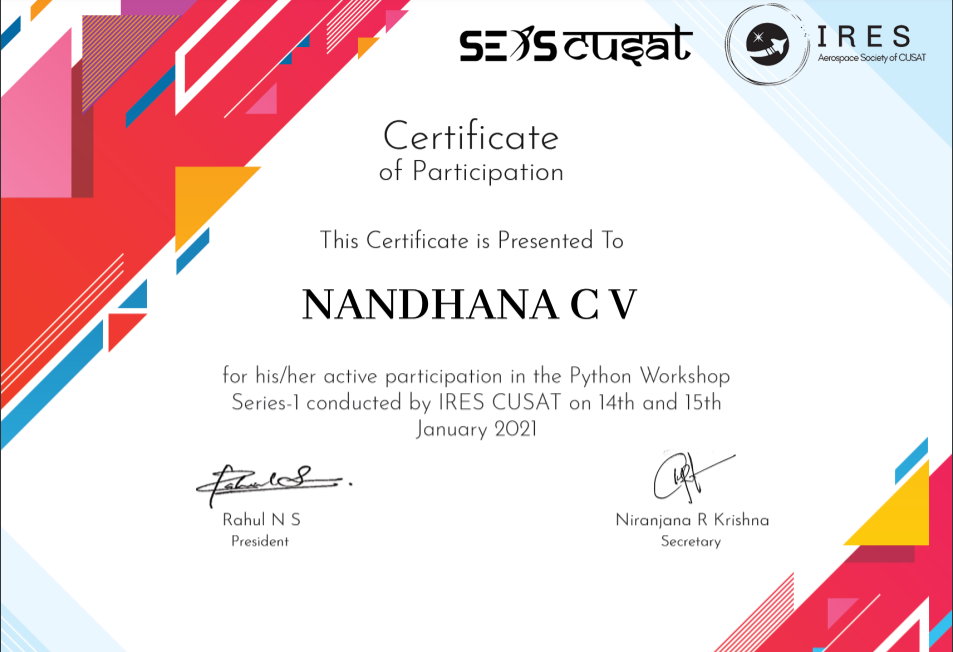 SEDS cusat
IRES
Aerospace Society of CUSAT
Certificate
of Participation
This Certificate is Presented To
NANDHANA C V
for his/her active participation in the Python Workshop
Series-1 conducted by IRES CUSAT on 14th and 15th
January 2021
Rahul N S
Rahul N S
President
Niranjana R Krishna
Secretary